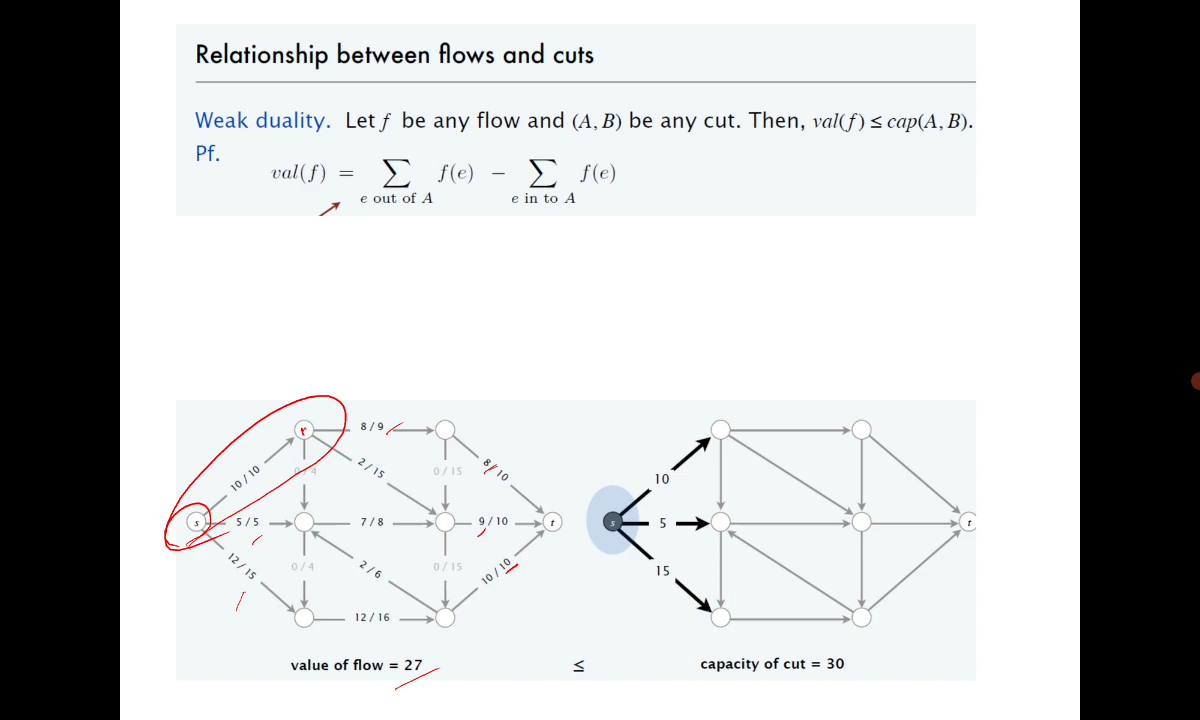 Relationship between flows and cuts
Weak duality. Let f be any flow and (A, B) be any cut. Then, val(f) ≤ cap(A, B).
Pf.
val(f) = ∑ f(e) − ∑ f(e)
e out of A e in to A
8 / 9
10 / 10
0 / 4
2 / 15
0 / 15
8 / 10
10
s
5 / 5
7 / 8
9 / 10
t
s
5
t
12 / 15
0 / 4
2 / 6
0 / 15
10 / 10
15
12 / 16
value of flow = 27
≤
capacity of cut = 30